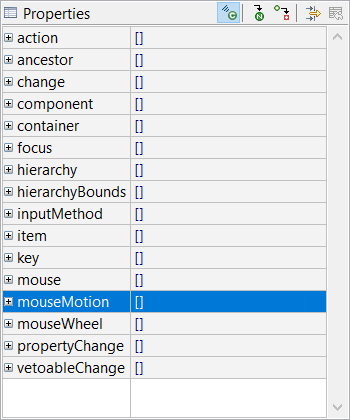 Properties
action []
ancestor []
change []
component []
container []
focus []
hierarchy []
hierarchyBounds []
inputMethod []
item []
key []
mouse []
mouseMotion []
mouseWheel []
propertyChange []
vetoableChange []